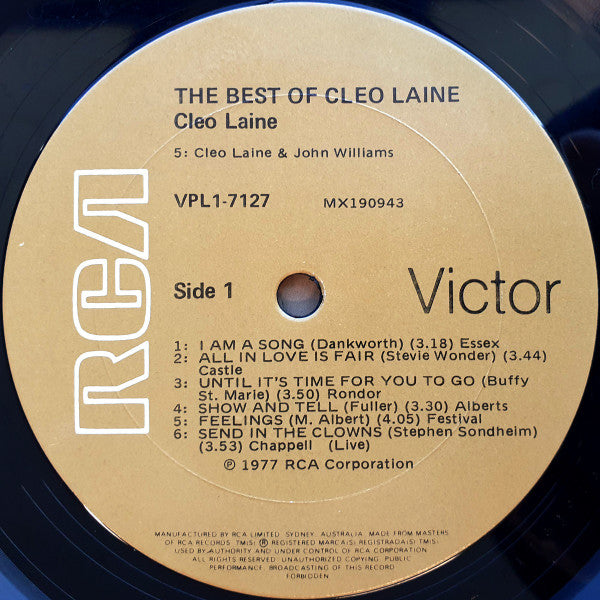 THE BEST OF CLEO LAINE
Cleo Laine
5: Cleo Laine & John Williams
VPL1-7127 MX190943
RCA
Side 1
Victor
1: I AM A SONG (Dankworth) (3.18) Essex
2: ALL IN LOVE IS FAIR (Stevie Wonder) (3.44)
Castle
3: UNTIL IT'S TIME FOR YOU TO GO (Buffy
St. Marie) (3.50) Rondor
4: SHOW AND TELL (Fuller) (3.30) Alberts
5: FEELINGS (M. Albert) (4.05) Festival
6: SEND IN THE CLOWNS (Stephen Sondheim)
(3.53) Chappell (Live)
℗ 1977 RCA Corporation
MANUFACTURED BY RCA LIMITED, SYDNEY, AUSTRALIA. MADE FROM MASTERS
OF RCA RECORDS. TM(S) ® REGISTERED MARCA(S) REGISTRADA(S) TM(S)
USED BY AUTHORITY AND UNDER CONTROL OF RCA CORPORATION
ALL RIGHTS RESERVED. UNAUTHORIZED COPYING. PUBLIC
PERFORMANCE. BROADCASTING OF THIS RECORD
FORBIDDEN